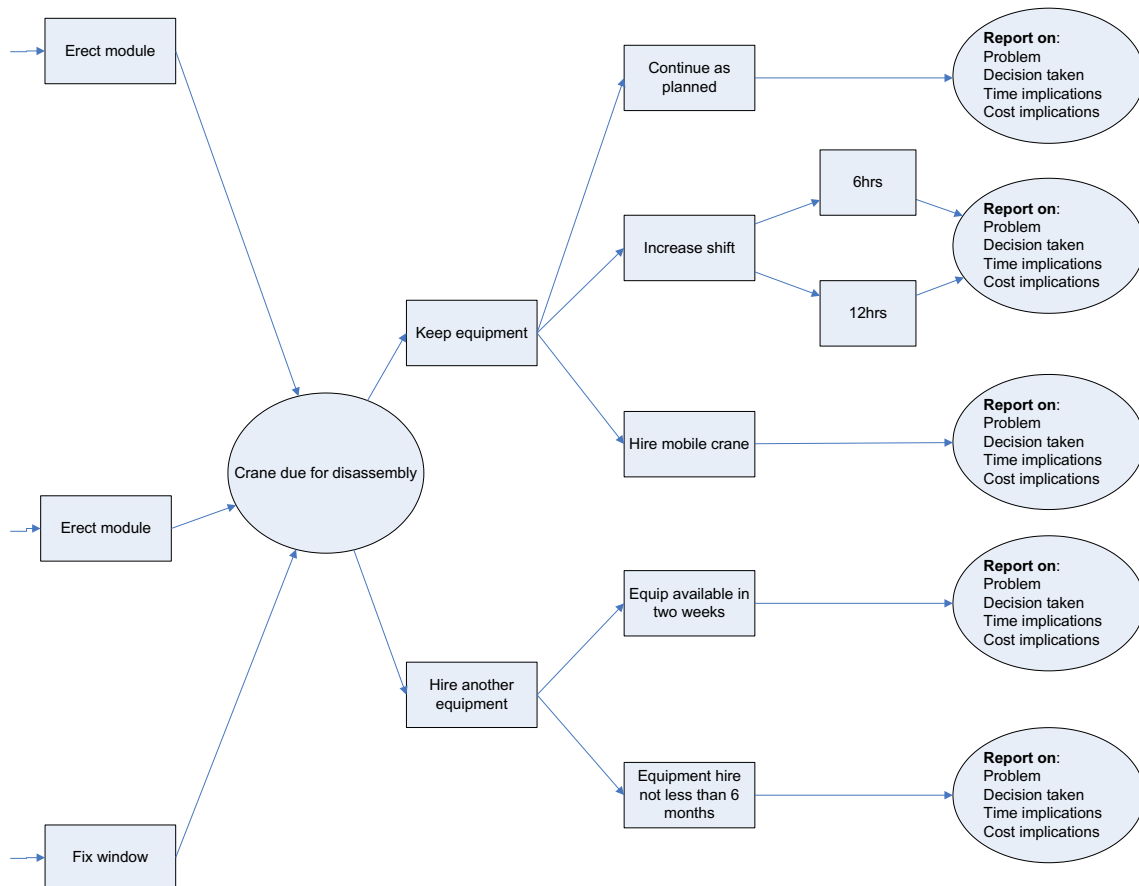 Erect module
Erect module
Fix window
Crane due for disassembly
Keep equipment
Hire another
equipment
Continue as
planned
Increase shift
6hrs
12hrs
Hire mobile crane
Equip available in
two weeks
Equipment hire
not less than 6
months
Report on:
Problem
Decision taken
Time implications
Cost implications
Report on:
Problem
Decision taken
Time implications
Cost implications
Report on:
Problem
Decision taken
Time implications
Cost implications
Report on:
Problem
Decision taken
Time implications
Cost implications
Report on:
Problem
Decision taken
Time implications
Cost implications